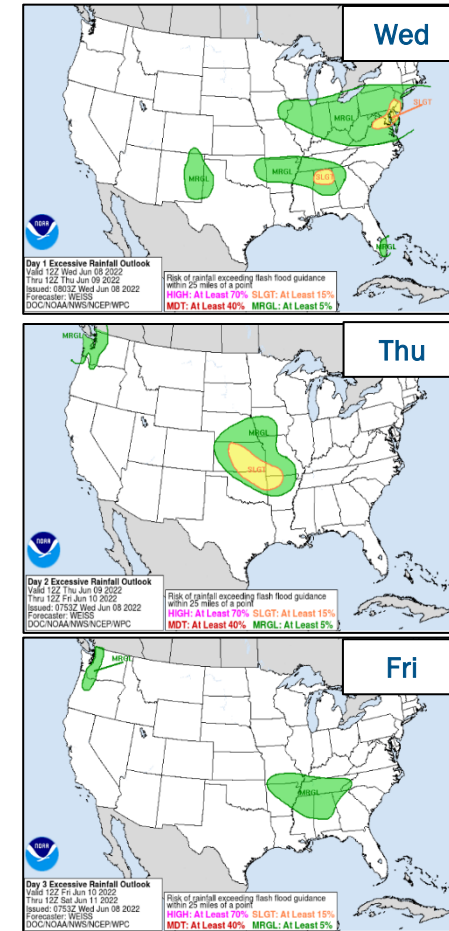 Wed
SLGT
MRGL
MRGL
SLGT
MRGL
MRGL
NOAA
Day 1 Excessive Rainfall Outlook
Valid 12Z Wed Jun 08 2022
Thru 12Z Thu Jun 09 2022
Issued: 0803Z Wed Jun 08 2022
Forecaster: WEISS
DOC/NOAA/NWS/NCEP/WPC
Risk of rainfall exceeding flash flood guidance
within 25 miles of a point
HIGH: At Least 70% SLGT: At Least 15%
MDT: At Least 40% MRGL: At Least 5%
Thu
MRGL
MRGL
SLGT
NOAA
Day 2 Excessive Rainfall Outlook
Valid 12Z Thu Jun 09 2022
Thru 12Z Fri Jun 10 2022
Issued: 0753Z Wed Jun 08 2022
Forecaster: WEISS
DOC/NOAA/NWS/NCEP/WPC
Risk of rainfall exceeding flash flood guidance
within 25 miles of a point
HIGH: At Least 70% SLGT: At Least 15%
MDT: At Least 40% MRGL: At Least 5%
Fri
MRGL
MRGL
NOAA
Day 3 Excessive Rainfall Outlook
Valid 12Z Fri Jun 10 2022
Thru 12Z Sat Jun 11 2022
Issued: 0753Z Wed Jun 08 2022
Forecaster: WEISS
DOC/NOAA/NWS/NCEP/WPC
Risk of rainfall exceeding flash flood guidance
within 25 miles of a point
HIGH: At Least 70% SLGT: At Least 15%
MDT: At Least 40% MRGL: At Least 5%